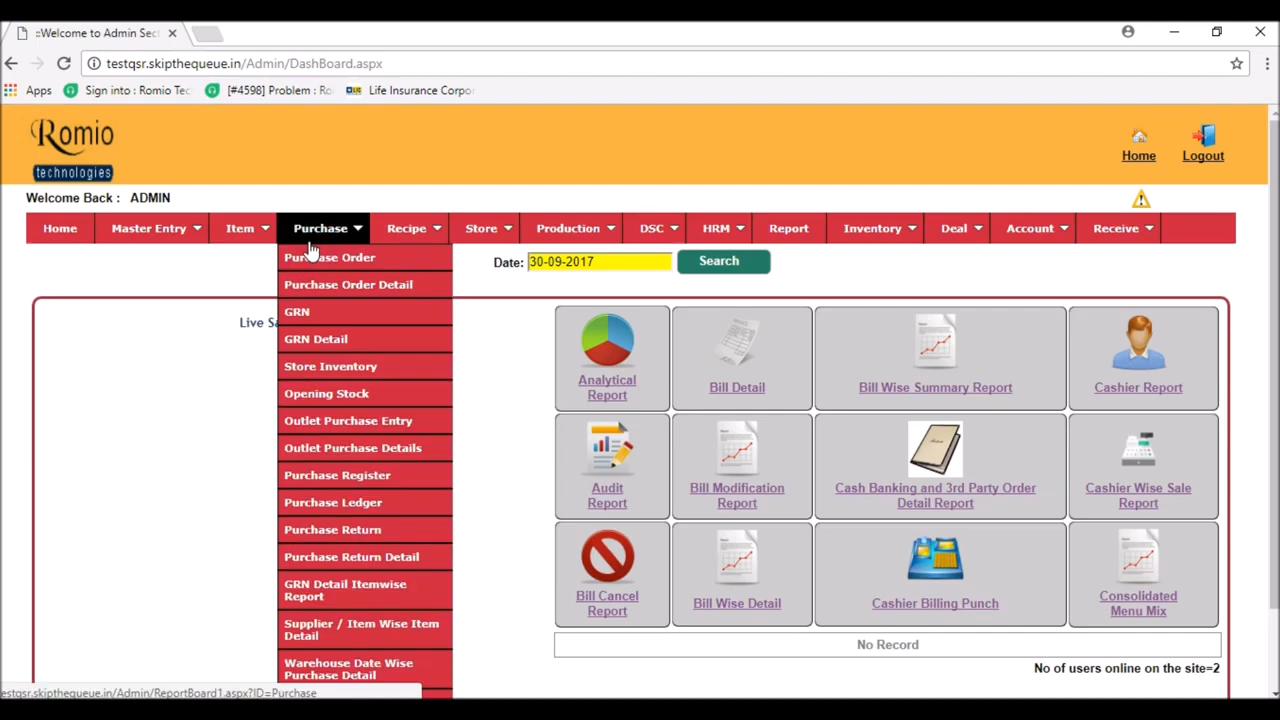 ::Welcome to Admin Sect
testqsr.skipthequeue.in/Admin/DashBoard.aspx
Apps Sign into : Romio Tec [#4598] Problem : Ro Life Insurance Corpor
Romio
technologies
Home Logout
Welcome Back : ADMIN
Home Master Entry Item Purchase Recipe Store Production DSC HRM Report Inventory Deal Account Receive
Date: 30-09-2017 Search
Purchase Order
Purchase Order Detail
GRN
GRN Detail
Store Inventory
Opening Stock
Outlet Purchase Entry
Outlet Purchase Details
Purchase Register
Purchase Ledger
Purchase Return
Purchase Return Detail
GRN Detail Itemwise
Report
Supplier / Item Wise Item
Detail
Warehouse Date Wise
Purchase Detail
Live Sa
Analytical
Report
Bill Detail
Bill Wise Summary Report
Cashier Report
Audit
Report
Bill Modification
Report
Cash Banking and 3rd Party Order
Detail Report
Cashier Wise Sale
Report
Bill Cancel
Report
Bill Wise Detail
Cashier Billing Punch
Consolidated
Menu Mix
No Record
No of users online on the site=2
testqsr.skipthequeue.in/Admin/ReportBoard1.aspx?ID=Purchase